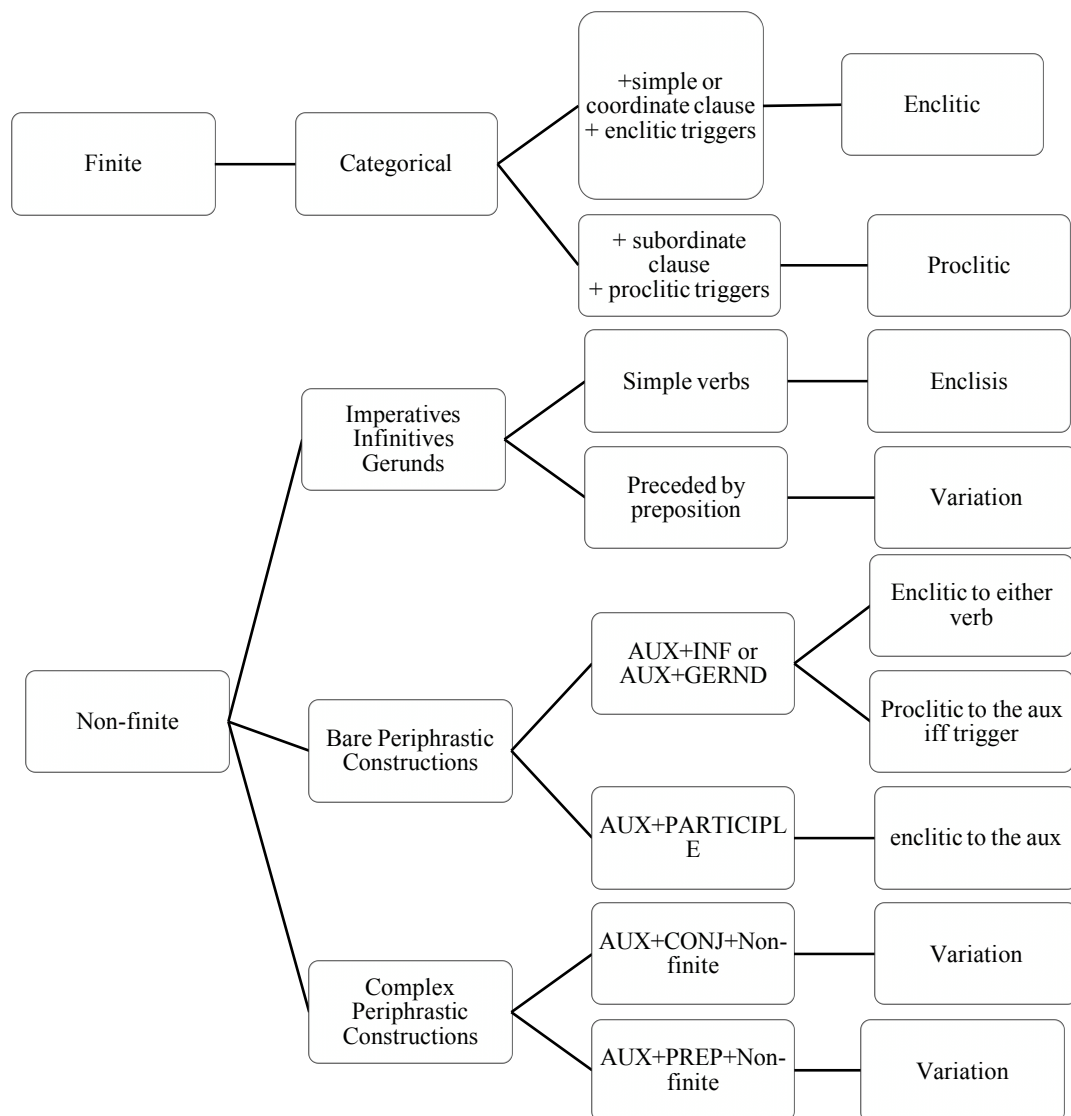 Finite
Categorical
+simple or
coordinate clause
+ enclitic triggers
Enclitic
+ subordinate
clause
+ proclitic triggers
Proclitic
Non-finite
Imperatives
Infinitives
Gerunds
Simple verbs
Enclisis
Preceded by
preposition
Variation
Bare Periphrastic
Constructions
AUX+INF or
AUX+GERND
Enclitic to either
verb
Proclitic to the aux
iff trigger
AUX+PARTICIPL
E
enclitic to the aux
Complex
Periphrastic
Constructions
AUX+CONJ+Non-
finite
Variation
AUX+PREP+Non-
finite
Variation